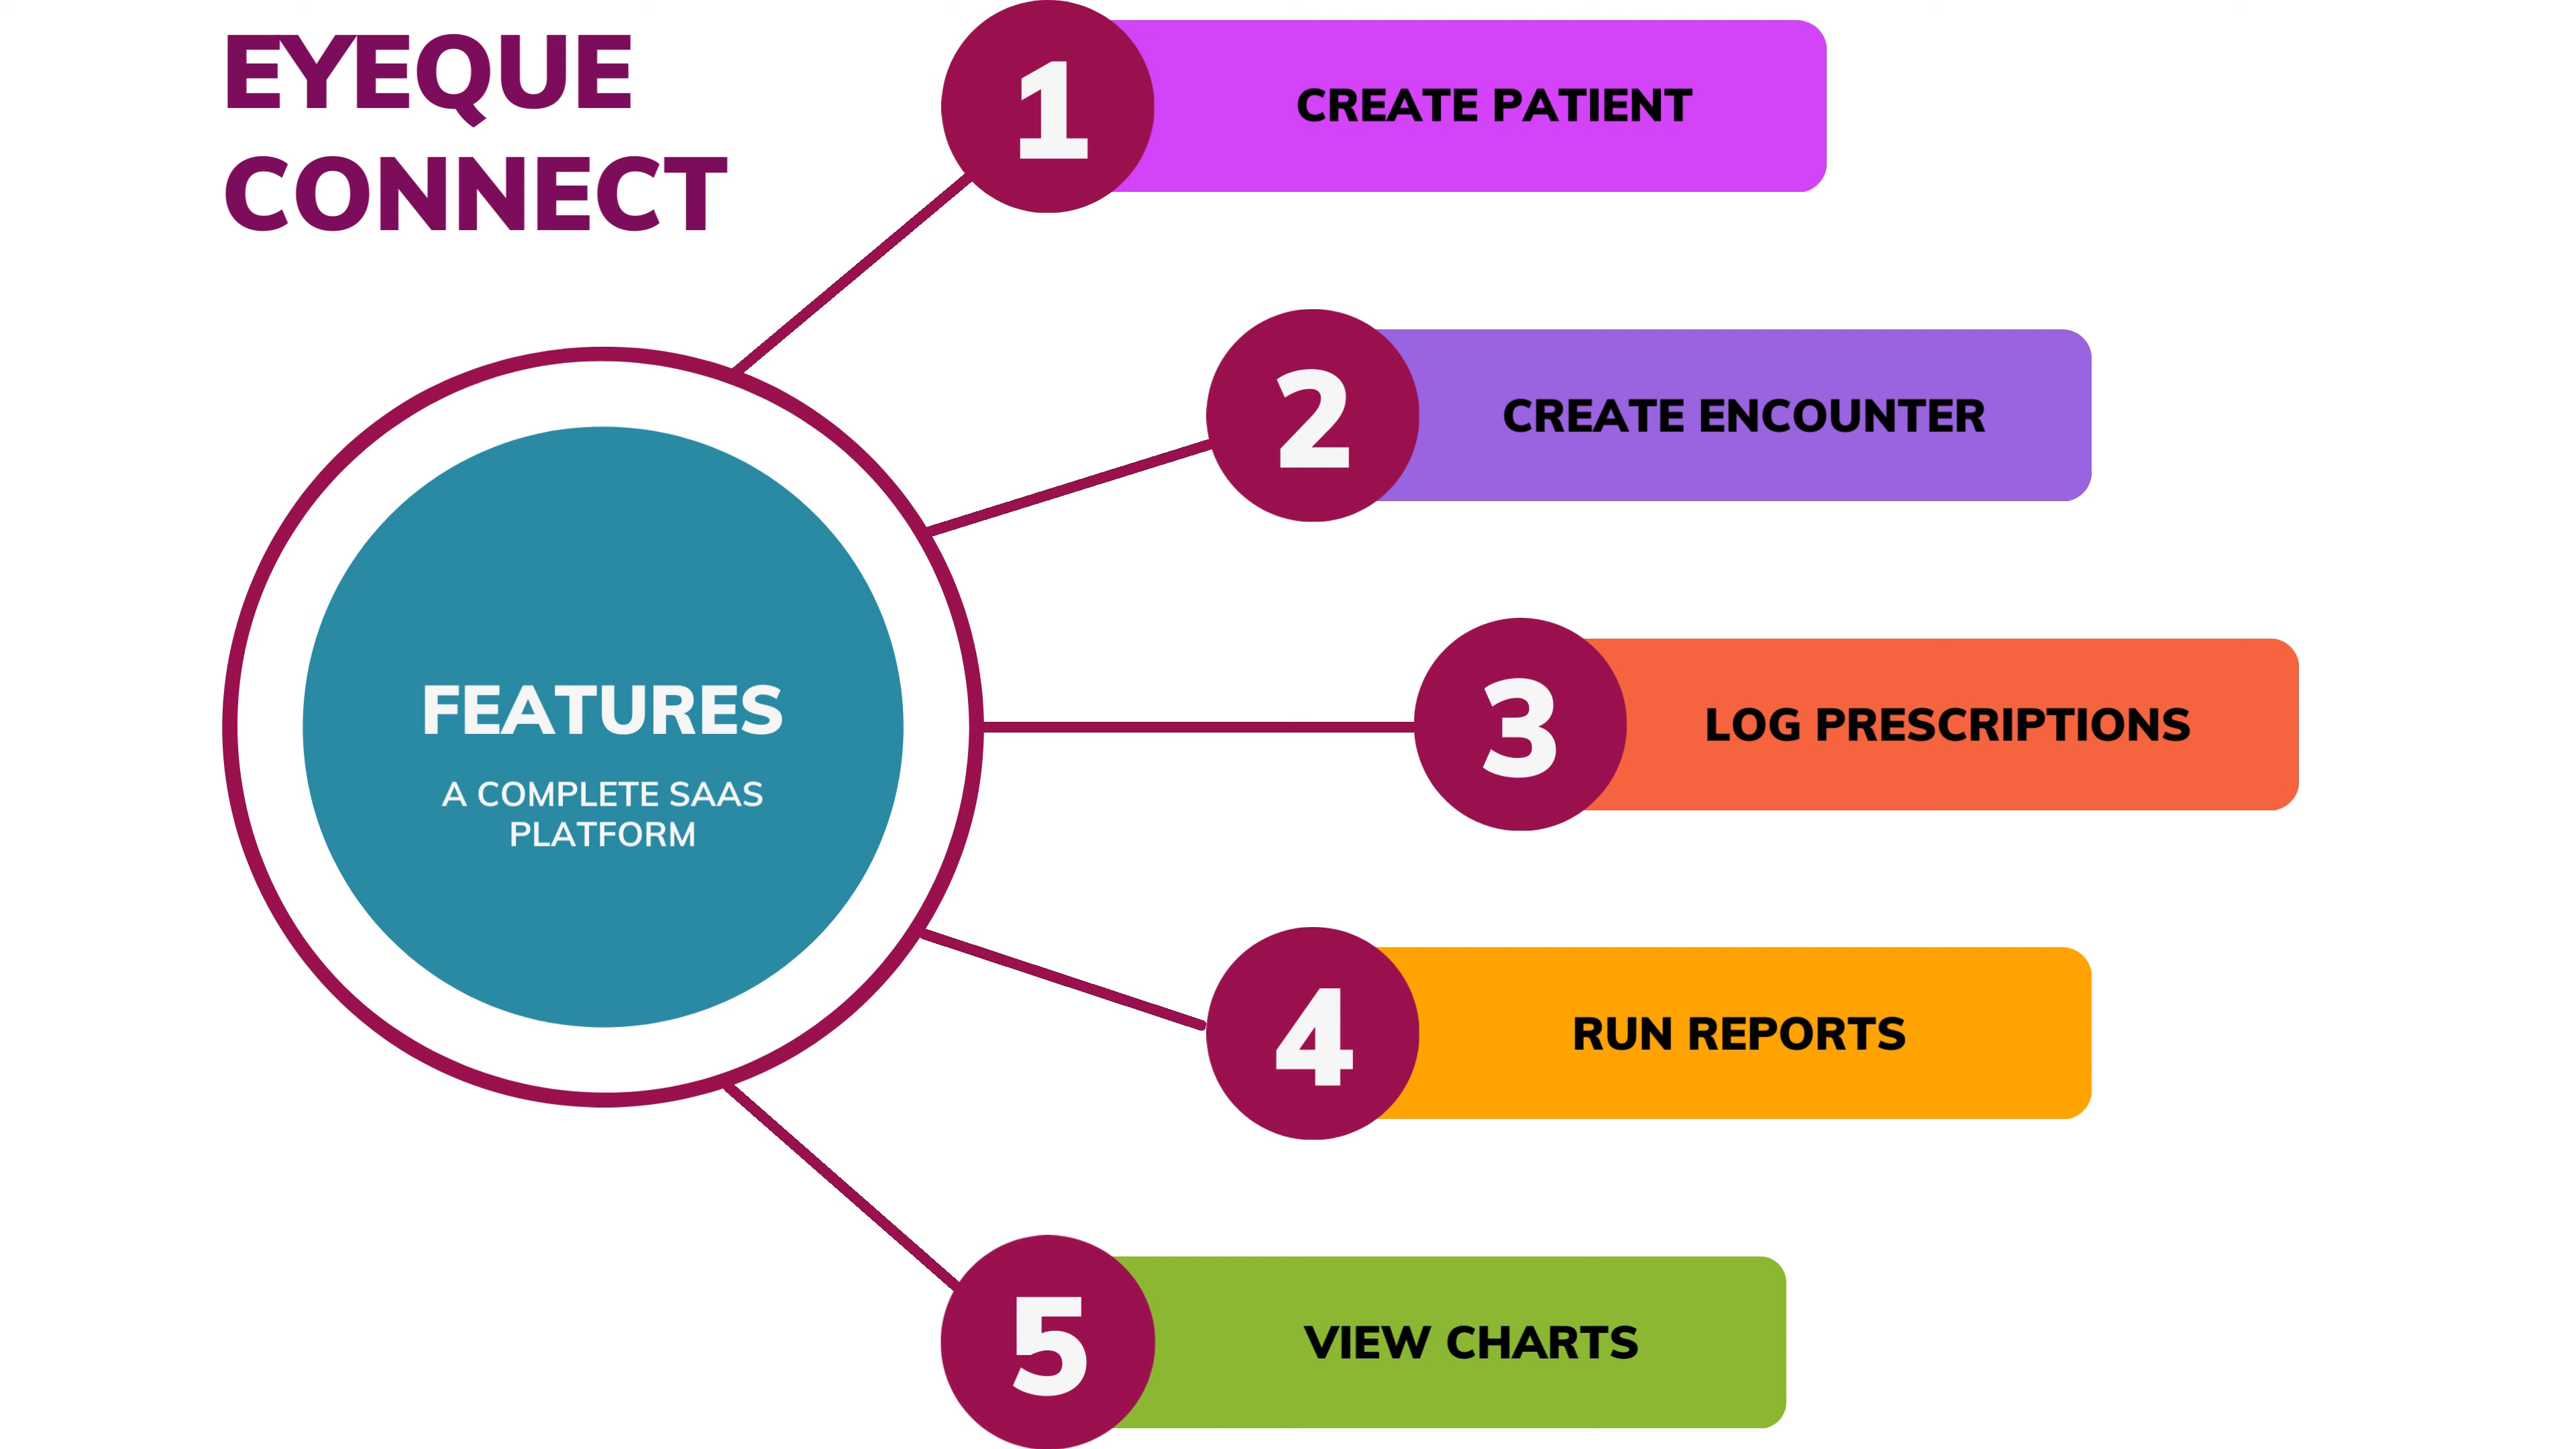 EYEQUE
CONNECT
1
CREATE PATIENT
2
CREATE ENCOUNTER
3
LOG PRESCRIPTIONS
4
RUN REPORTS
5
VIEW CHARTS
FEATURES
A COMPLETE SAAS
PLATFORM